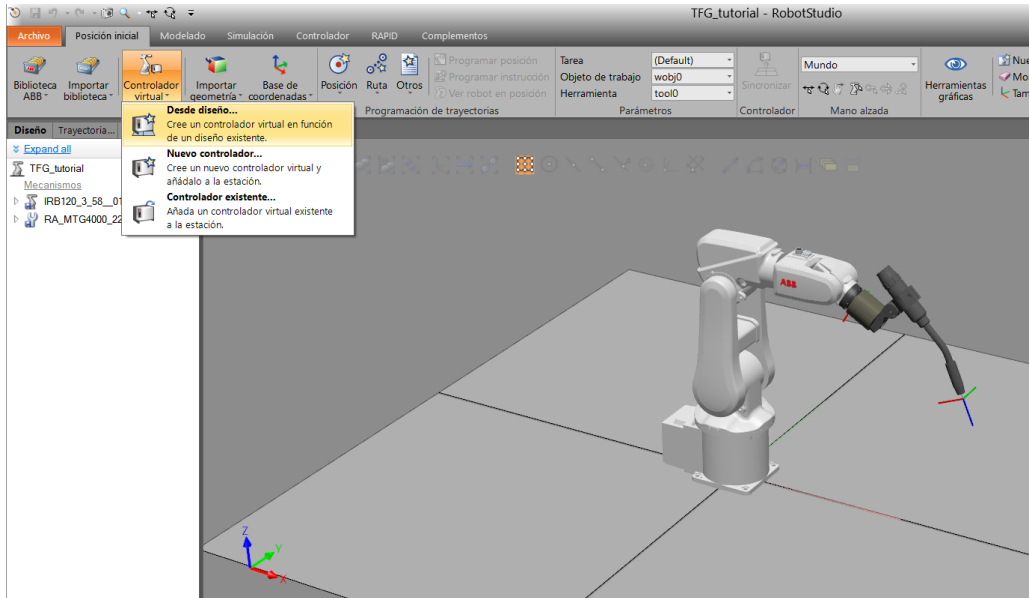 TFG_tutorial - RobotStudio
Archivo Posición inicial Modelado Simulación Controlador RAPID Complementos
Biblioteca ABB
Importar biblioteca
Controlador virtual
Importar geometría
Base de coordenadas
Posición
Ruta
Otros
Programar posición
Programar instrucción
Ver robot en posición
Programación de trayectorias
Tarea (Default)
Objeto de trabajo wobj0
Herramienta tool0
Parámetros
Sincronizar
Controlador
Mundo
Mano alzada
Herramientas gráficas
Nue
Mos
Tam
Desde diseño...
Cree un controlador virtual en función
de un diseño existente.
Nuevo controlador...
Cree un nuevo controlador virtual y
añádalo a la estación.
Controlador existente...
Añada un controlador virtual existente
a la estación.
Diseño Trayectoria...
Expand all
TFG_tutorial
Mecanismos
IRB120_3_58__01
RA_MTG4000_22
ABB
Z
Y
X